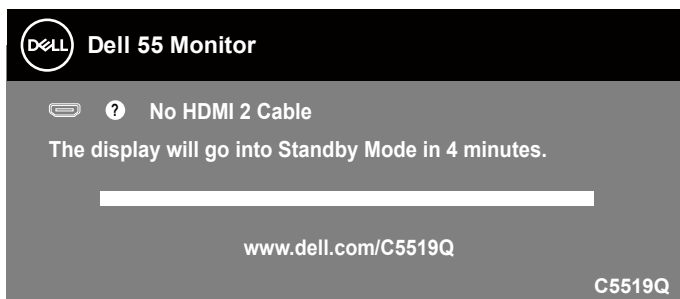 DELL Dell 55 Monitor
? No HDMI 2 Cable
The display will go into Standby Mode in 4 minutes.
www.dell.com/C5519Q
C5519Q